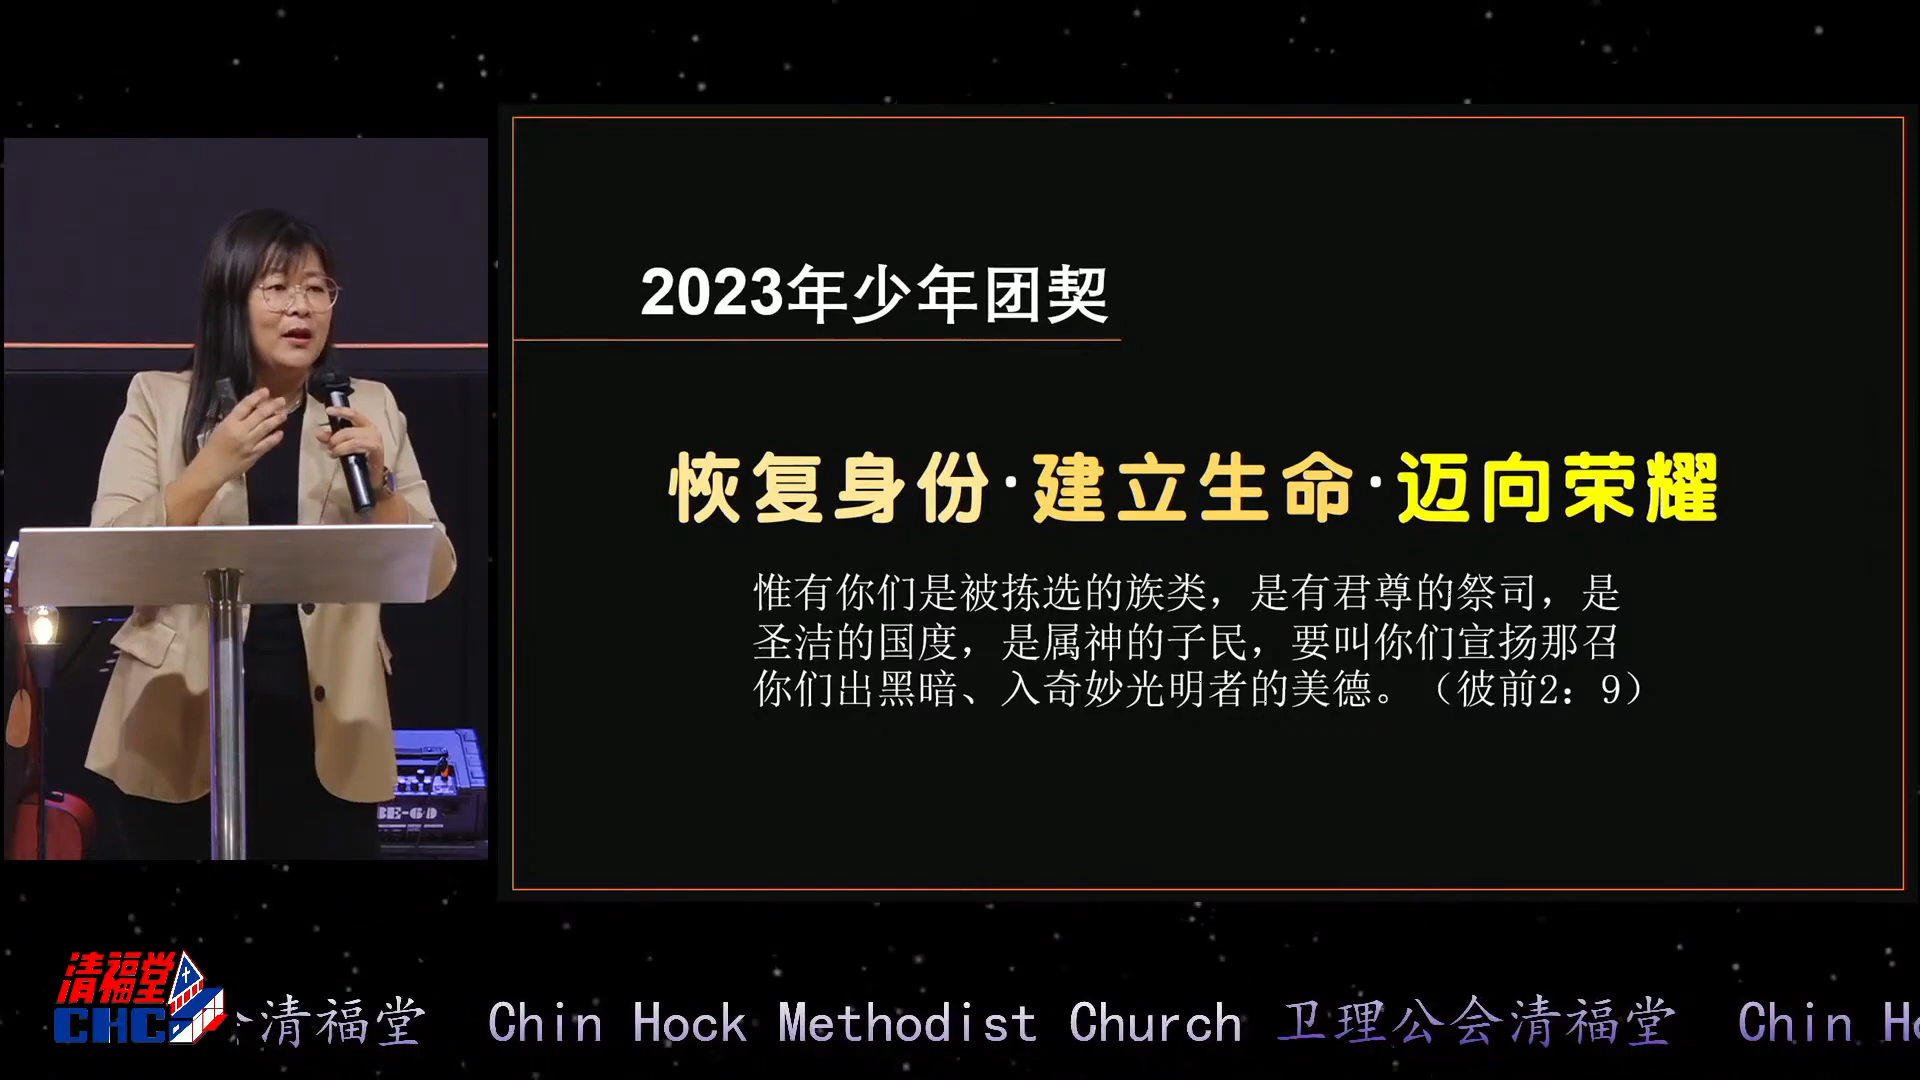 2023年少年团契
恢复身份·建立生命·迈向荣耀
惟有你们是被拣选的族类，是有君尊的祭司，是
圣洁的国度，是属神的子民，要叫你们宣扬那召
你们出黑暗、入奇妙光明者的美德。（彼前2：9）
BE-60
清福堂
CHC
清福堂 Chin Hock Methodist Church 卫理公会清福堂 Chin Ho